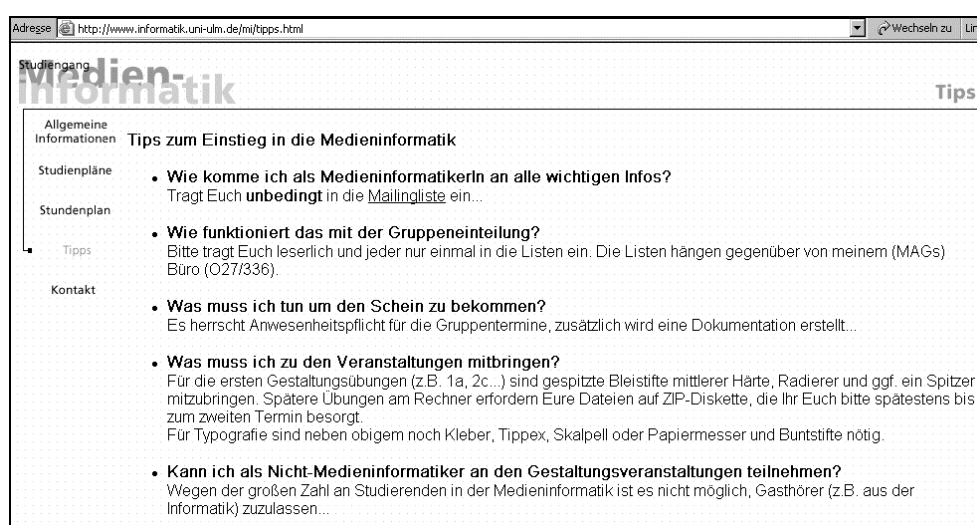 Adresse http://www.informatik.uni-ulm.de/mi/tipps.html Wechseln zu
Studiengang
Medien-
informatik
Tips
Allgemeine
Informationen
Studienpläne
Stundenplan
Tipps
Kontakt
Tips zum Einstieg in die Medieninformatik
• Wie komme ich als MedieninformatikerIn an alle wichtigen Infos?
Tragt Euch unbedingt in die Mailingliste ein...
• Wie funktioniert das mit der Gruppeneinteilung?
Bitte tragt Euch leserlich und jeder nur einmal in die Listen ein. Die Listen hängen gegenüber von meinem (MAGs)
Büro (O27/336).
• Was muss ich tun um den Schein zu bekommen?
Es herrscht Anwesenheitspflicht für die Gruppentermine, zusätzlich wird eine Dokumentation erstellt...
• Was muss ich zu den Veranstaltungen mitbringen?
Für die ersten Gestaltungsübungen (z.B. 1a, 2c...) sind gespitzte Bleistifte mittlerer Härte, Radierer und ggf. ein Spitzer
mitzubringen. Spätere Übungen am Rechner erfordern Eure Dateien auf ZIP-Diskette, die Ihr Euch bitte spätestens bis
zum zweiten Termin besorgt.
Für Typografie sind neben obigem noch Kleber, Tippex, Skalpell oder Papiermesser und Buntstifte nötig.
• Kann ich als Nicht-Medieninformatiker an den Gestaltungsveranstaltungen teilnehmen?
Wegen der großen Zahl an Studierenden in der Medieninformatik ist es nicht möglich, Gasthörer (z.B. aus der
Informatik) zuzulassen...